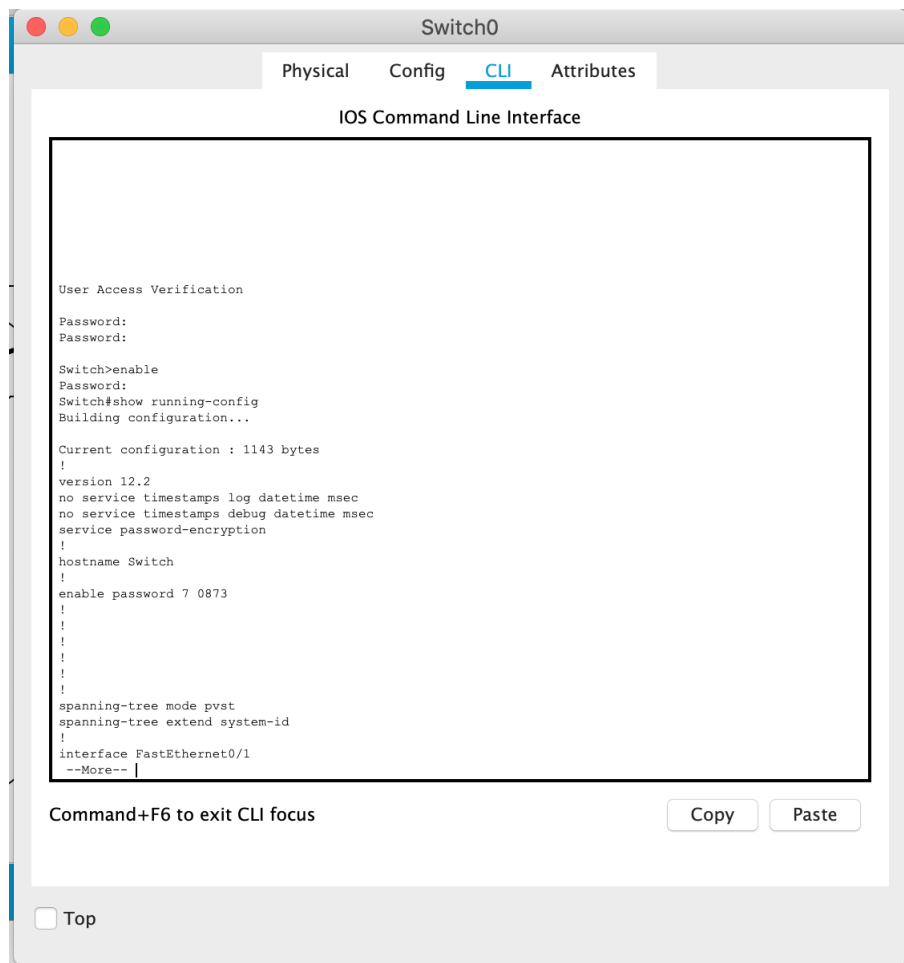 Switch0
Physical Config CLI Attributes
IOS Command Line Interface
User Access Verification
Password:
Password:
Switch>enable
Password:
Switch#show running-config
Building configuration...
Current configuration : 1143 bytes
!
version 12.2
no service timestamps log datetime msec
no service timestamps debug datetime msec
service password-encryption
!
hostname Switch
!
enable password 7 0873
!
!
!
!
!
!
spanning-tree mode pvst
spanning-tree extend system-id
!
interface FastEthernet0/1
--More--
Command+F6 to exit CLI focus
Copy Paste
Top